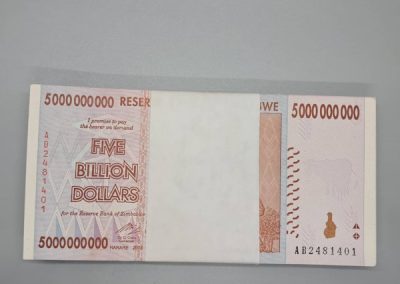 5000000000 RESER
WE
5000000000
I promise to pay
the bearer on demand
FIVE
BILLION
DOLLARS
for the Reserve Bank of Zimbabwe
AB2481401
5000000000
HARARE 2008
AB2481401